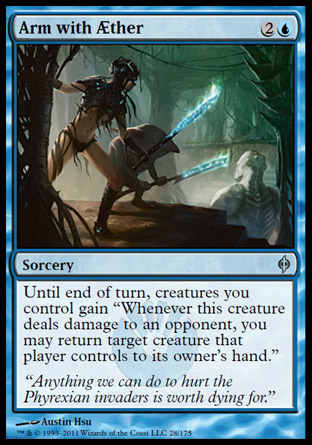 Arm with Æther 2
Sorcery
Until end of turn, creatures you
control gain “Whenever this creature
deals damage to an opponent, you
may return target creature that
player controls to its owner’s hand.”
“Anything we can do to hurt the
Phyrexian invaders is worth dying for.”
Austin Hsu
™ & © 1993–2011 Wizards of the Coast LLC 28/175